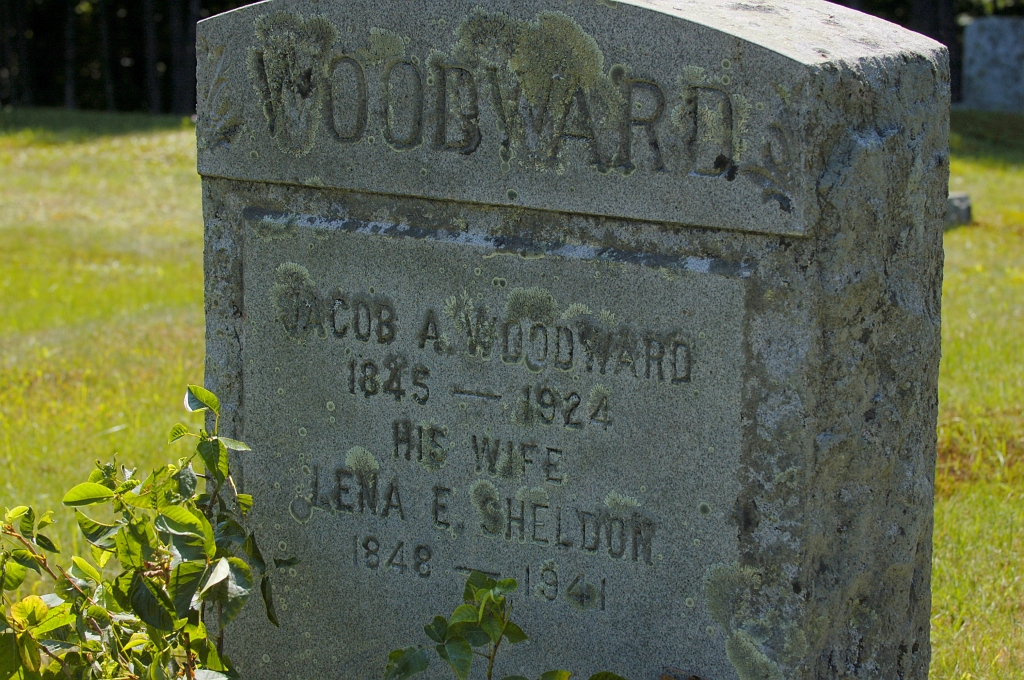 WOODWARD
JACOB A. WOODWARD
1845 — 1924
HIS WIFE
LENA E. SHELDON
1848 — 1941